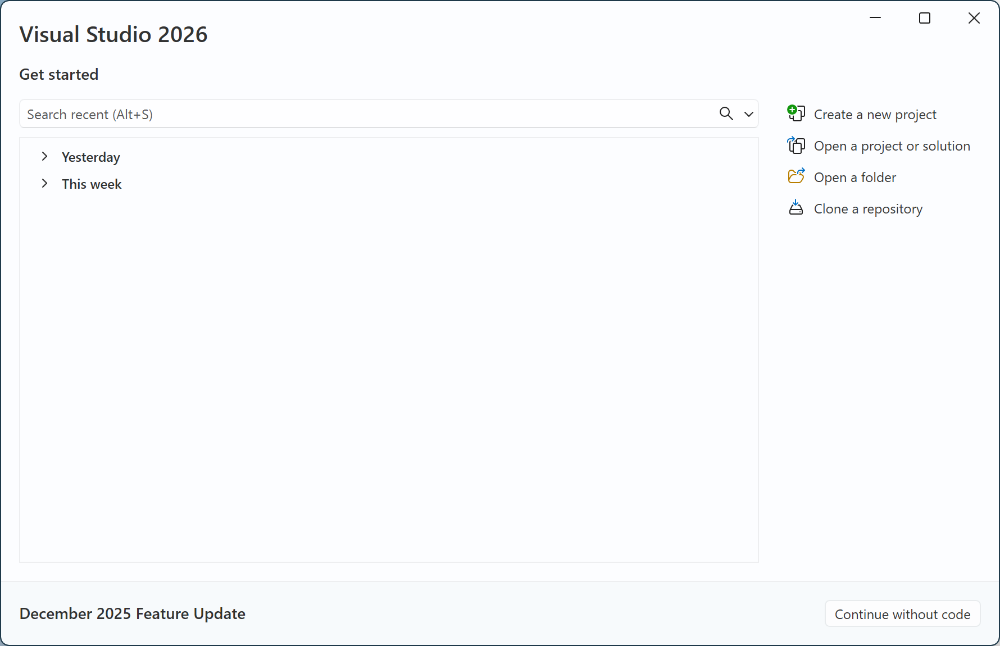 Visual Studio 2026
Get started
Search recent (Alt+S)
Yesterday
This week
Create a new project
Open a project or solution
Open a folder
Clone a repository
December 2025 Feature Update
Continue without code